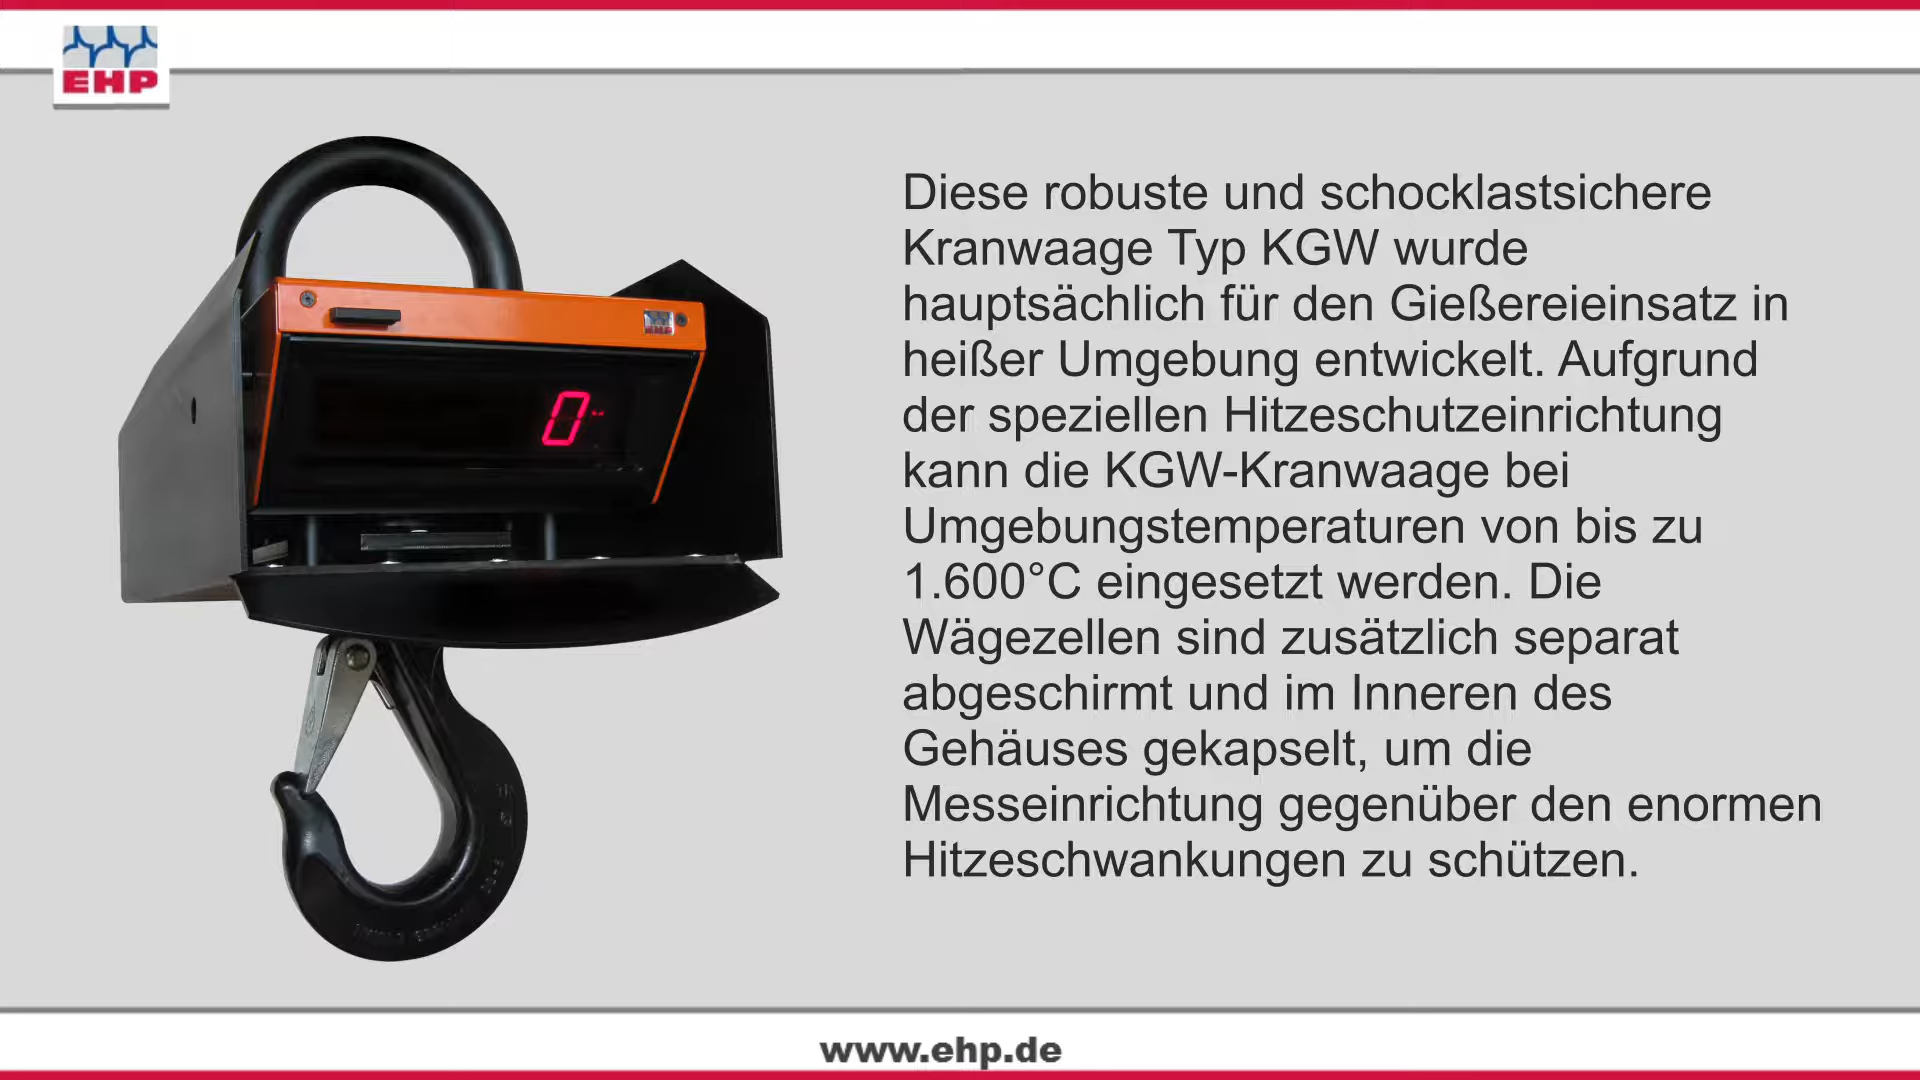 EHP
Diese robuste und schocklastsichere
Kranwaage Typ KGW wurde
hauptsächlich für den Gießereieinsatz in
heißer Umgebung entwickelt. Aufgrund
der speziellen Hitzeschutzeinrichtung
kann die KGW-Kranwaage bei
Umgebungstemperaturen von bis zu
1.600°C eingesetzt werden. Die
Wägezellen sind zusätzlich separat
abgeschirmt und im Inneren des
Gehäuses gekapselt, um die
Messeinrichtung gegenüber den enormen
Hitzeschwankungen zu schützen.
EHP
0
www.ehp.de